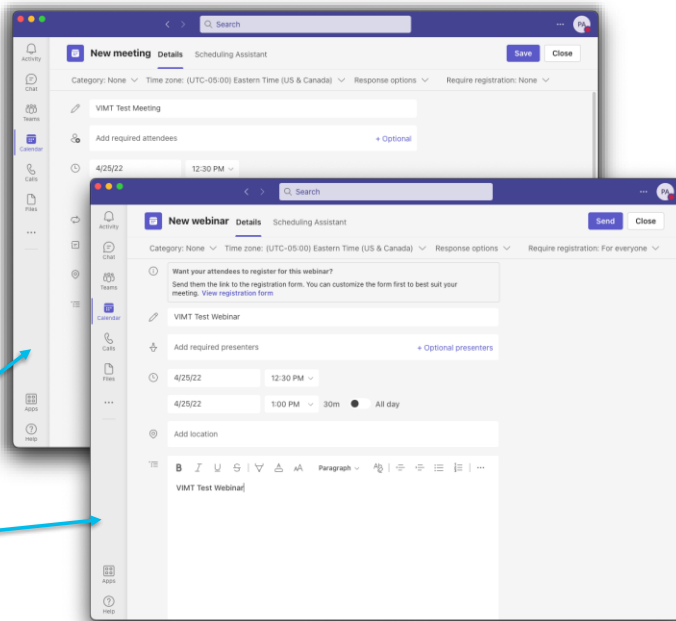 Search
PA
Activity
Chat
Teams
Calendar
Calls
Files
Apps
Help
New meeting Details Scheduling Assistant Save Close
Category: None Time zone: (UTC-05:00) Eastern Time (US & Canada) Response options Require registration: None
VIMT Test Meeting
Add required attendees + Optional
4/25/22 12:30 PM
Search
PA
Activity
Chat
Teams
Calendar
Calls
Files
Apps
Help
New webinar Details Scheduling Assistant Send Close
Category: None Time zone: (UTC-05:00) Eastern Time (US & Canada) Response options Require registration: For everyone
Want your attendees to register for this webinar?
Send them the link to the registration form. You can customize the form first to best suit your
meeting. View registration form
VIMT Test Webinar
Add required presenters + Optional presenters
4/25/22 12:30 PM
4/25/22 1:00 PM 30m All day
Add location
B I U S A AA Paragraph
VIMT Test Webinar